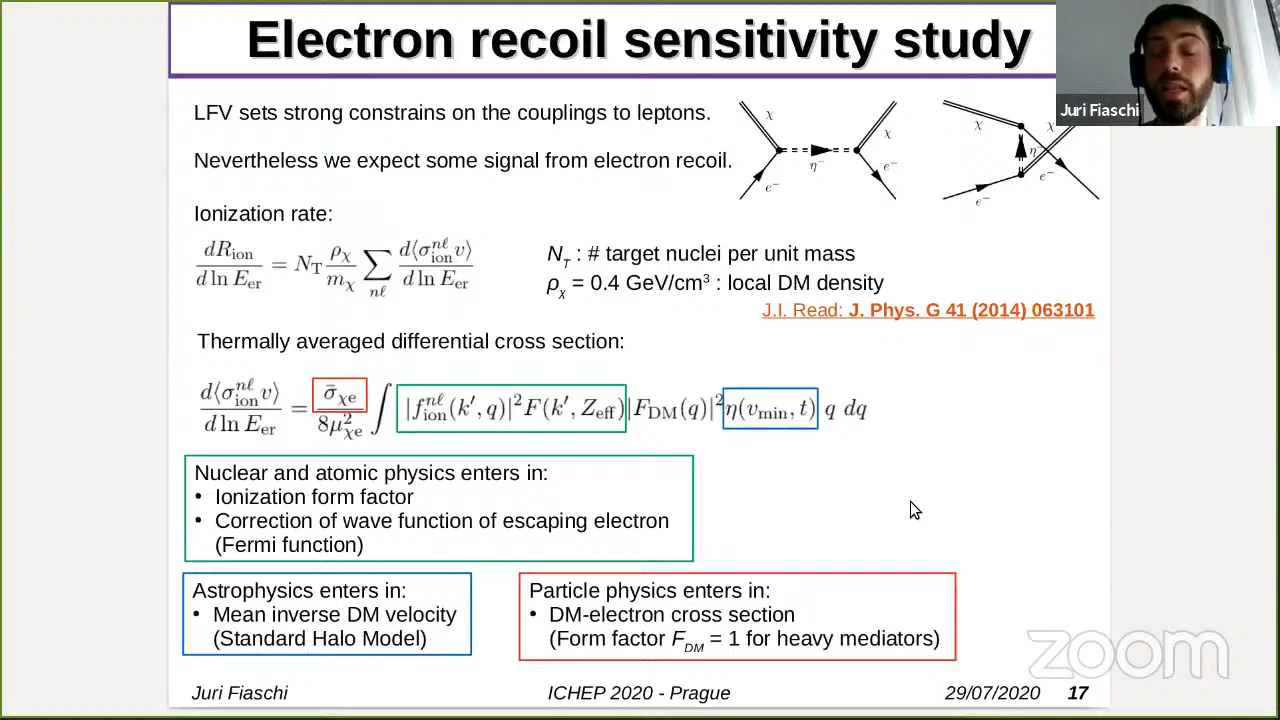 Electron recoil sensitivity study
Juri Fiaschi
LFV sets strong constrains on the couplings to leptons.
Nevertheless we expect some signal from electron recoil.
χ χ η⁻ e⁻ e⁻
χ χ η⁻ e⁻ e⁻
Ionization rate:
dR_ion / d ln E_er = N_T ρ_χ / m_χ ∑_nℓ d⟨σ_ion^nℓ v⟩ / d ln E_er
N_T : # target nuclei per unit mass
ρ_χ = 0.4 GeV/cm³ : local DM density
J.I. Read: J. Phys. G 41 (2014) 063101
Thermally averaged differential cross section:
d⟨σ_ion^nℓ v⟩ / d ln E_er = σ̄_χe / 8μ²_χe ∫ |f_ion^nℓ(k′, q)|² F(k′, Z_eff) |F_DM(q)|² η(v_min, t) q dq
Nuclear and atomic physics enters in:
• Ionization form factor
• Correction of wave function of escaping electron
(Fermi function)
Astrophysics enters in:
• Mean inverse DM velocity
(Standard Halo Model)
Particle physics enters in:
• DM-electron cross section
(Form factor F_DM = 1 for heavy mediators)
zoom
Juri Fiaschi
ICHEP 2020 - Prague
29/07/2020 17